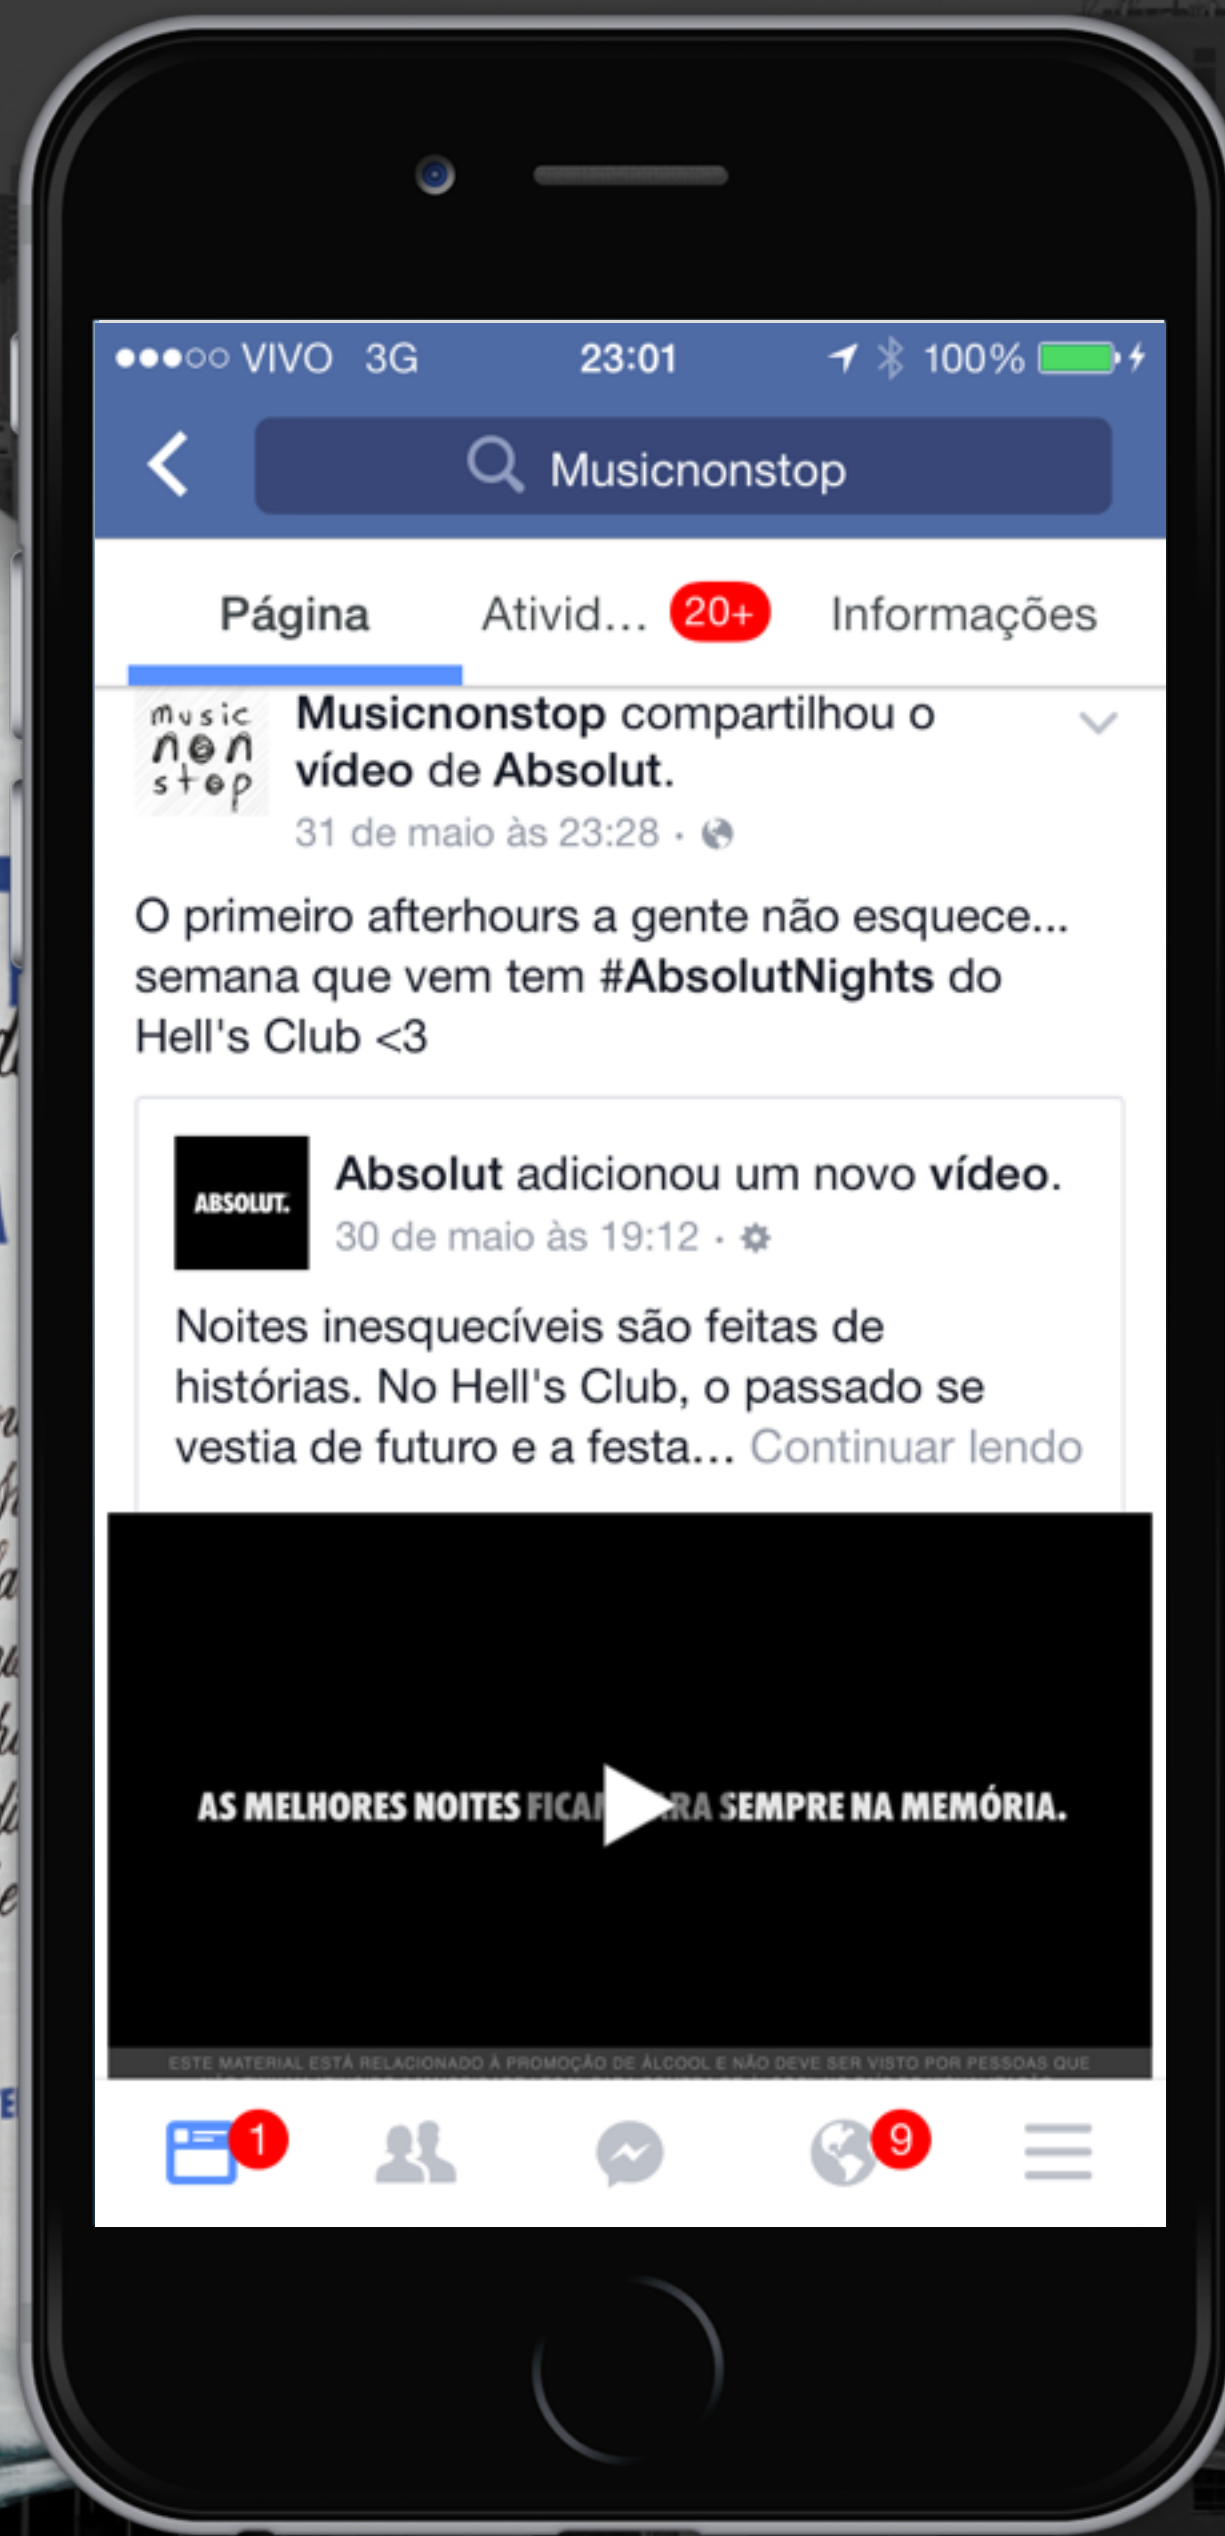 VIVO 3G 23:01 100%
Musicnonstop
Página Ativid... 20+ Informações
music
non
stop
Musicnonstop compartilhou o
vídeo de Absolut.
31 de maio às 23:28 ·
O primeiro afterhours a gente não esquece...
semana que vem tem #AbsolutNights do
Hell's Club <3
ABSOLUT.
Absolut adicionou um novo vídeo.
30 de maio às 19:12 ·
Noites inesquecíveis são feitas de
histórias. No Hell's Club, o passado se
vestia de futuro e a festa... Continuar lendo
AS MELHORES NOITES SEMPRE NA MEMÓRIA.
ESTE MATERIAL ESTÁ RELACIONADO À PROMOÇÃO DE ÁLCOOL E NÃO DEVE SER VISTO POR PESSOAS QUE
1 9